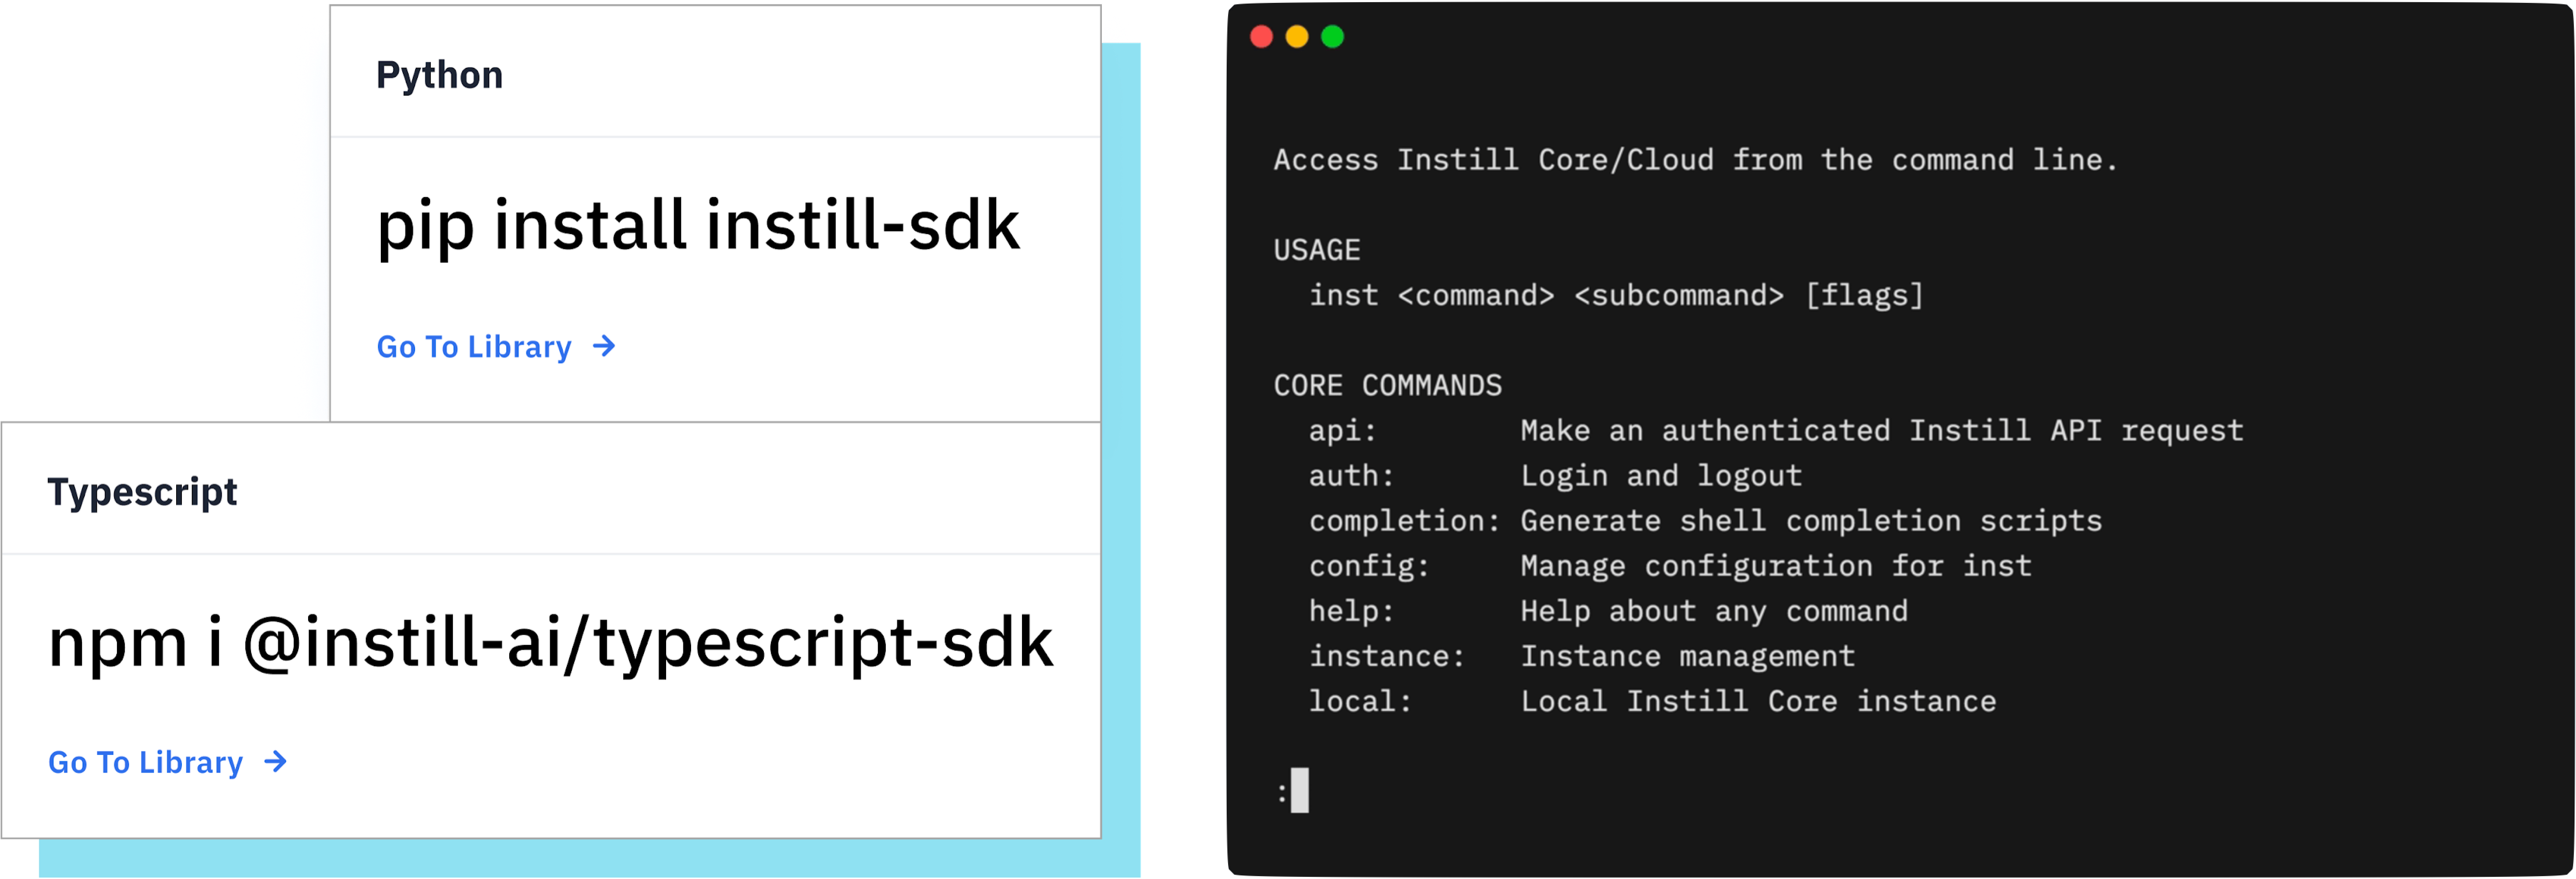 Python
pip install instill-sdk
Go To Library →
Typescript
npm i @instill-ai/typescript-sdk
Go To Library →
Access Instill Core/Cloud from the command line.
USAGE
inst <command> <subcommand> [flags]
CORE COMMANDS
api: Make an authenticated Instill API request
auth: Login and logout
completion: Generate shell completion scripts
config: Manage configuration for inst
help: Help about any command
instance: Instance management
local: Local Instill Core instance
: